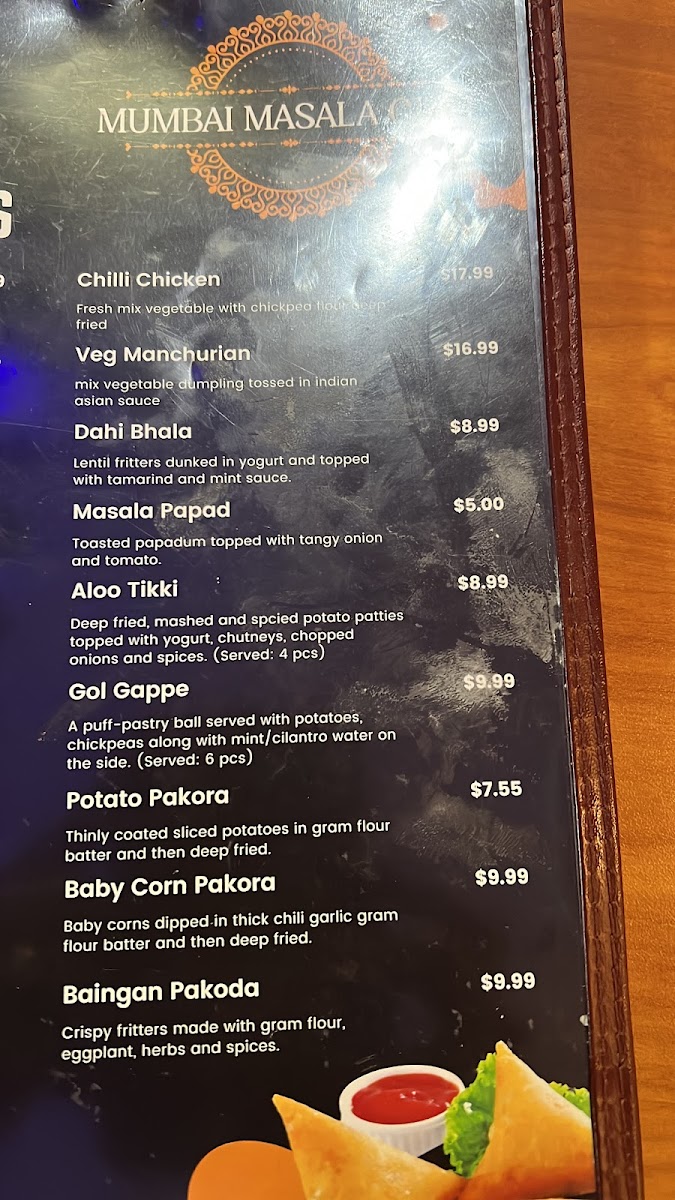 MUMBAI MASALA
G
9
Chilli Chicken $17.99
Fresh mix vegetable with chickpea flour deep
fried
Veg Manchurian $16.99
mix vegetable dumpling tossed in indian
asian sauce
Dahi Bhala $8.99
Lentil fritters dunked in yogurt and topped
with tamarind and mint sauce.
Masala Papad $5.00
Toasted papadum topped with tangy onion
and tomato.
Aloo Tikki $8.99
Deep fried, mashed and spcied potato patties
topped with yogurt, chutneys, chopped
onions and spices. (Served: 4 pcs)
Gol Gappe $9.99
A puff-pastry ball served with potatoes,
chickpeas along with mint/cilantro water on
the side. (Served: 6 pcs)
Potato Pakora $7.55
Thinly coated sliced potatoes in gram flour
batter and then deep fried.
Baby Corn Pakora $9.99
Baby corns dipped in thick chili garlic gram
flour batter and then deep fried.
Baingan Pakoda $9.99
Crispy fritters made with gram flour,
eggplant, herbs and spices.